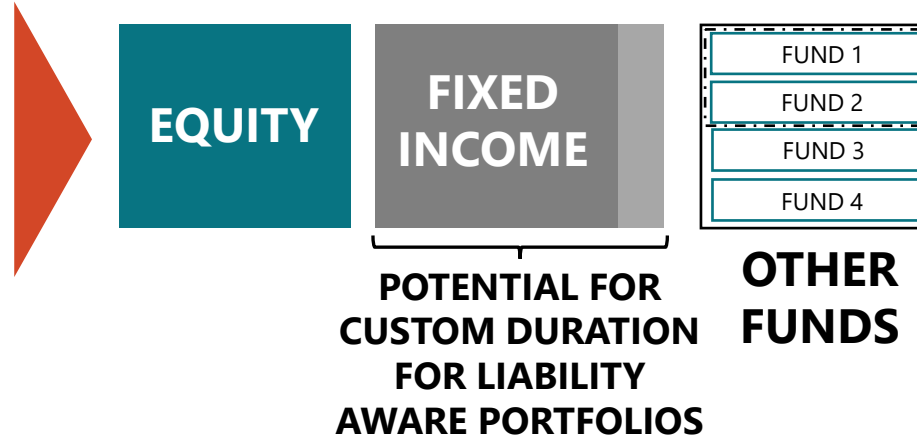 EQUITY
FIXED
INCOME
FUND 1
FUND 2
FUND 3
FUND 4
POTENTIAL FOR
CUSTOM DURATION
FOR LIABILITY
AWARE PORTFOLIOS
OTHER
FUNDS